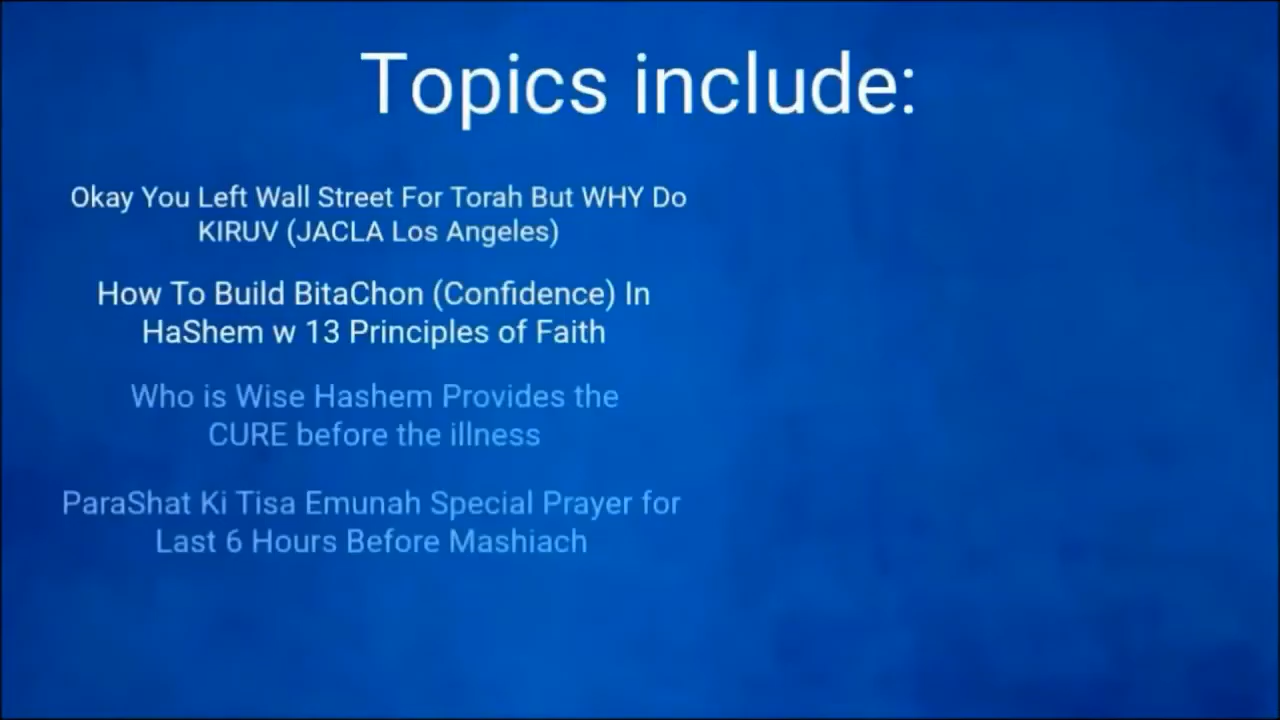 Topics include:
Okay You Left Wall Street For Torah But WHY Do
KIRUV (JACLA Los Angeles)
How To Build BitaChon (Confidence) In
HaShem w 13 Principles of Faith
Who is Wise Hashem Provides the
CURE before the illness
ParaShat Ki Tisa Emunah Special Prayer for
Last 6 Hours Before Mashiach